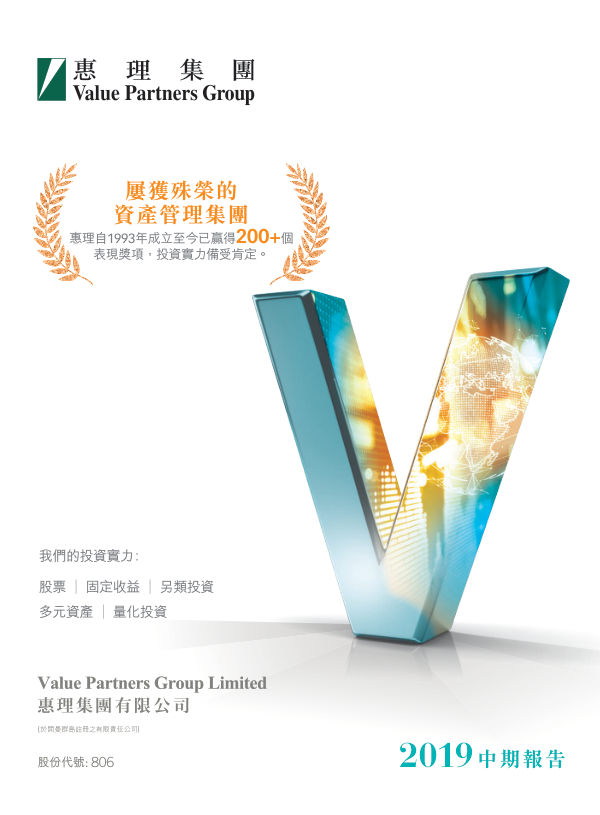 惠理集團
Value Partners Group
屢獲殊榮的
資產管理集團
惠理自1993年成立至今已贏得200+個
表現獎項，投資實力備受肯定。
我們的投資實力:
股票 | 固定收益 | 另類投資
多元資產 | 量化投資
Value Partners Group Limited
惠理集團有限公司
(於開曼群島註冊之有限責任公司)
股份代號: 806
2019 中期報告